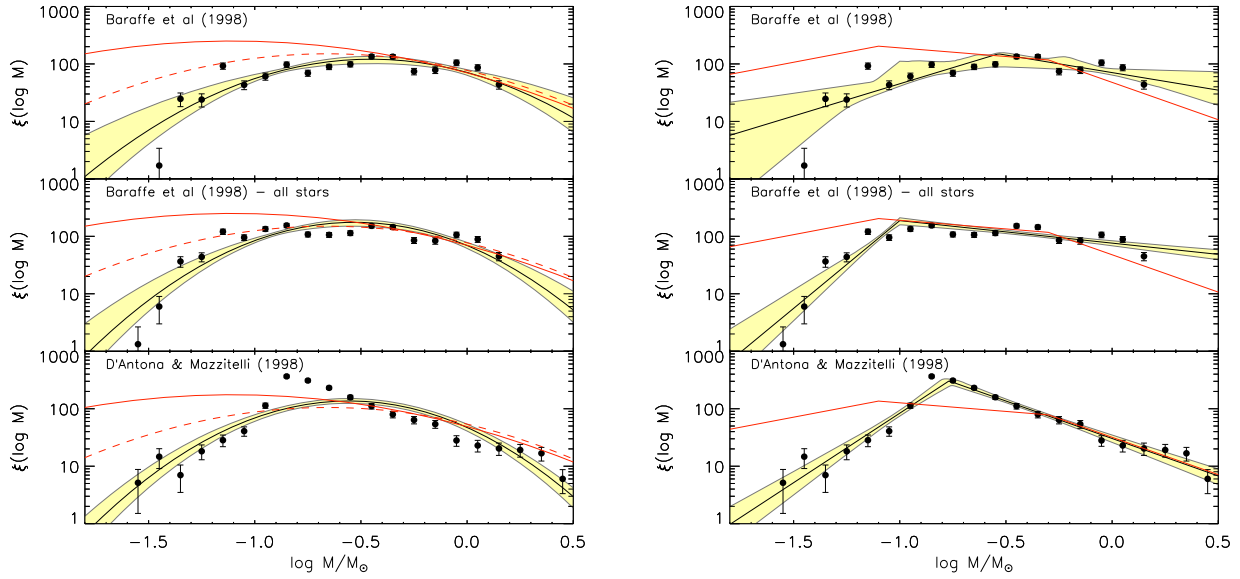 Baraffe et al (1998)
1000
100
10
1
ξ(log M)
Baraffe et al (1998) – all stars
1000
100
10
1
ξ(log M)
D'Antona & Mazzitelli (1998)
1000
100
10
1
ξ(log M)
−1.5 −1.0 −0.5 0.0 0.5
log M/M⊙
Baraffe et al (1998)
1000
100
10
1
ξ(log M)
Baraffe et al (1998) – all stars
1000
100
10
1
ξ(log M)
D'Antona & Mazzitelli (1998)
1000
100
10
1
ξ(log M)
−1.5 −1.0 −0.5 0.0 0.5
log M/M⊙